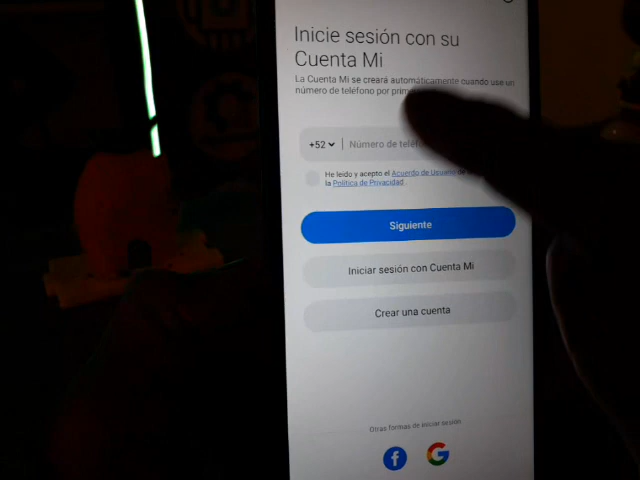 Inicie sesión con su
Cuenta Mi
La Cuenta Mi se creará automáticamente cuando use un
número de teléfono por
+52 Número de
He leído y acepto el Acuerdo de Usuario de
la Política de Privacidad
Siguiente
Iniciar sesión con Cuenta Mi
Crear una cuenta
Otras formas de iniciar sesión